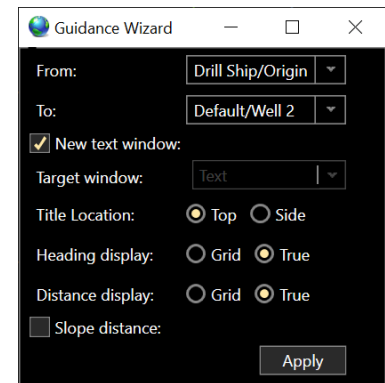 Guidance Wizard
From: Drill Ship/Origin
To: Default/Well 2
New text window:
Target window: Text
Title Location: Top Side
Heading display: Grid True
Distance display: Grid True
Slope distance:
Apply